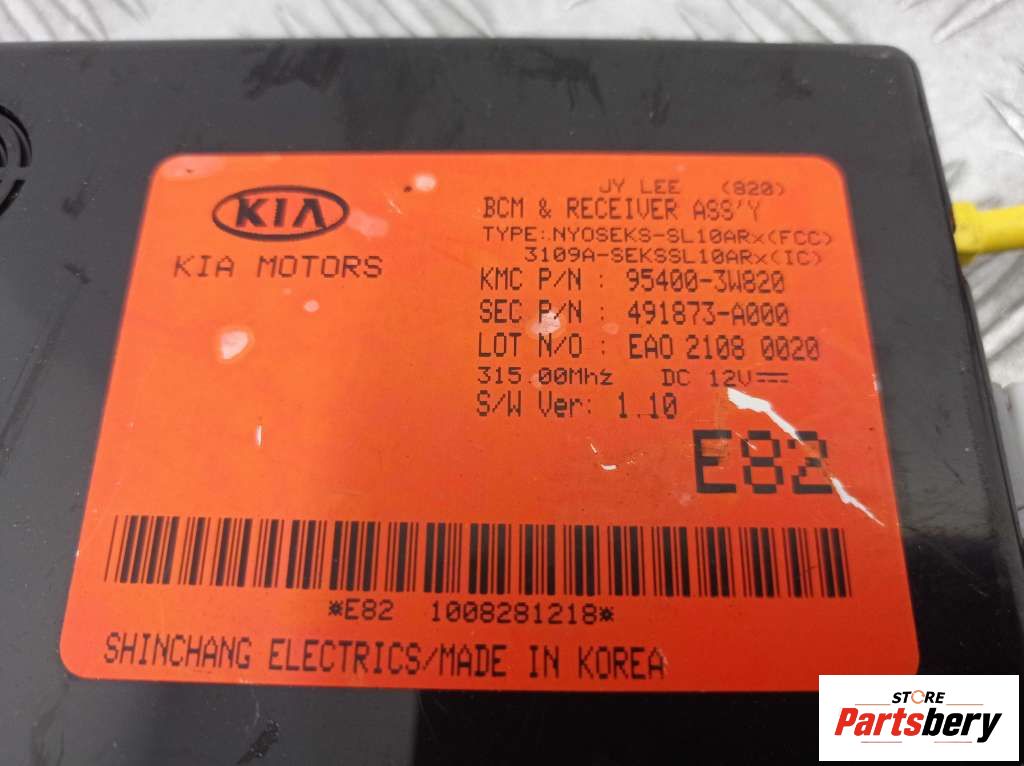 KIA
KIA MOTORS
JY LEE (820)
BCM & RECEIVER ASS'Y
TYPE:.NYOSEKS-SL10ARx(FCC)
3109A-SEKSSL10ARx(IC)
KMC P/N : 95400-3W820
SEC P/N : 491873-A000
LOT N/O : EAO 2108 0020
315.00Mhz DC 12V
S/W Ver: 1.10
E82
*E82 1008281218*
SHINCHANG ELECTRICS/MADE IN KOREA
STORE
Partsbery